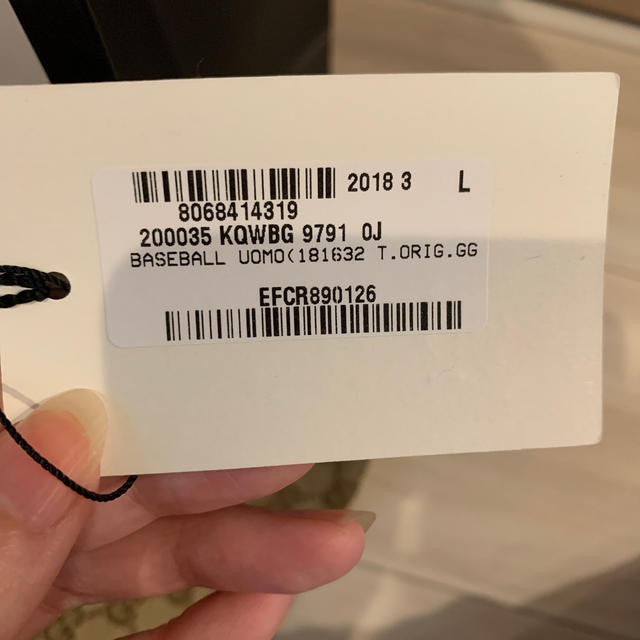 2018 3 L
8068414319
200035 KQWBG 9791 0J
BASEBALL UOMO(181632 T.ORIG.GG
EFCR890126